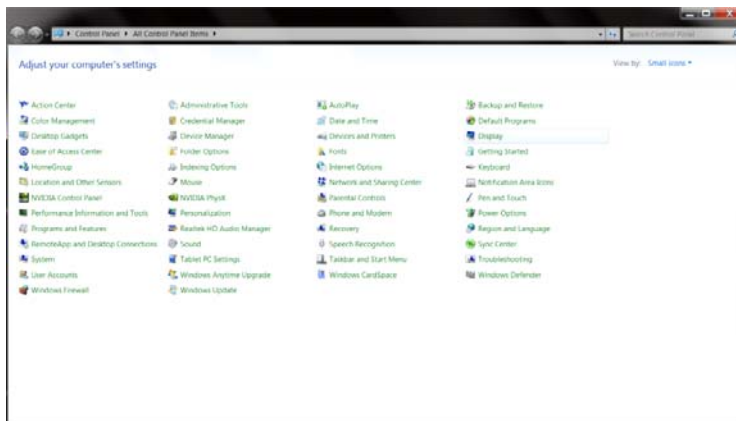 Control Panel ▸ All Control Panel Items ▸
Search Control Panel
Adjust your computer's settings
View by: Small icons
Action Center
Administrative Tools
AutoPlay
Backup and Restore
Color Management
Credential Manager
Date and Time
Default Programs
Desktop Gadgets
Device Manager
Devices and Printers
Display
Ease of Access Center
Folder Options
Fonts
Getting Started
HomeGroup
Indexing Options
Internet Options
Keyboard
Location and Other Sensors
Mouse
Network and Sharing Center
Notification Area Icons
NVIDIA Control Panel
NVIDIA PhysX
Parental Controls
Pen and Touch
Performance Information and Tools
Personalization
Phone and Modem
Power Options
Programs and Features
Realtek HD Audio Manager
Recovery
Region and Language
RemoteApp and Desktop Connections
Sound
Speech Recognition
Sync Center
System
Tablet PC Settings
Taskbar and Start Menu
Troubleshooting
User Accounts
Windows Anytime Upgrade
Windows CardSpace
Windows Defender
Windows Firewall
Windows Update